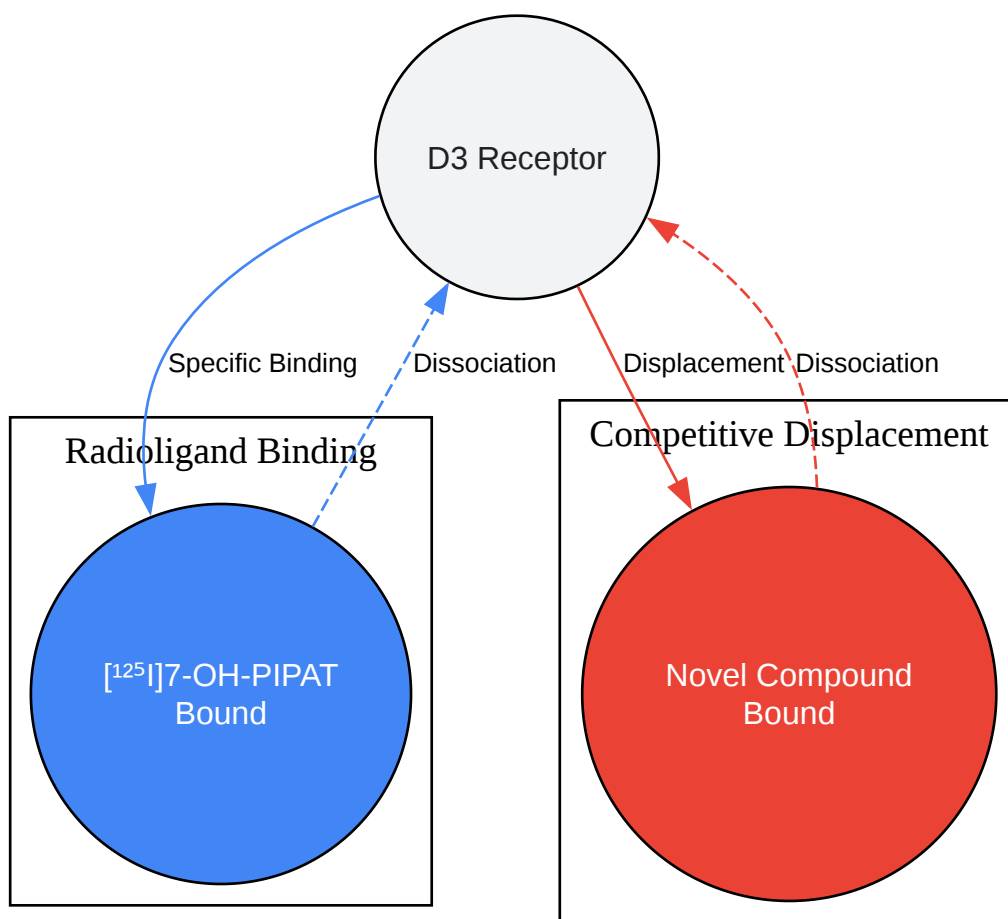 D3 Receptor
Specific Binding
Dissociation
Displacement
Dissociation
Radioligand Binding
Competitive Displacement
[¹²⁵I]7-OH-PIPAT
Bound
Novel Compound
Bound